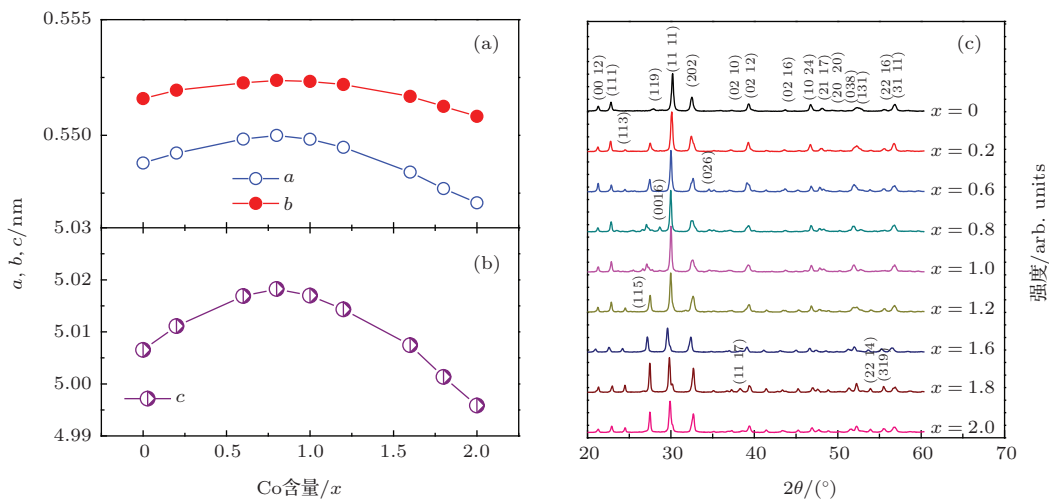 0.555
0.550
5.03
5.02
5.01
5.00
4.99
a, b, c/nm
(a)
a
b
(b)
c
0
0.5
1.0
1.5
2.0
Co含量/x
(c)
(00 12)
(111)
(113)
(119)
(11 11)
(202)
(02 10)
(02 12)
(02 16)
(10 24)
(21 17)
(20 20)
(038)
(131)
(22 16)
(31 11)
(026)
(0016)
(115)
(11 17)
(22 14)
(319)
x = 0
x = 0.2
x = 0.6
x = 0.8
x = 1.0
x = 1.2
x = 1.6
x = 1.8
x = 2.0
20
30
40
50
60
2θ/(°)
强度/arb. units